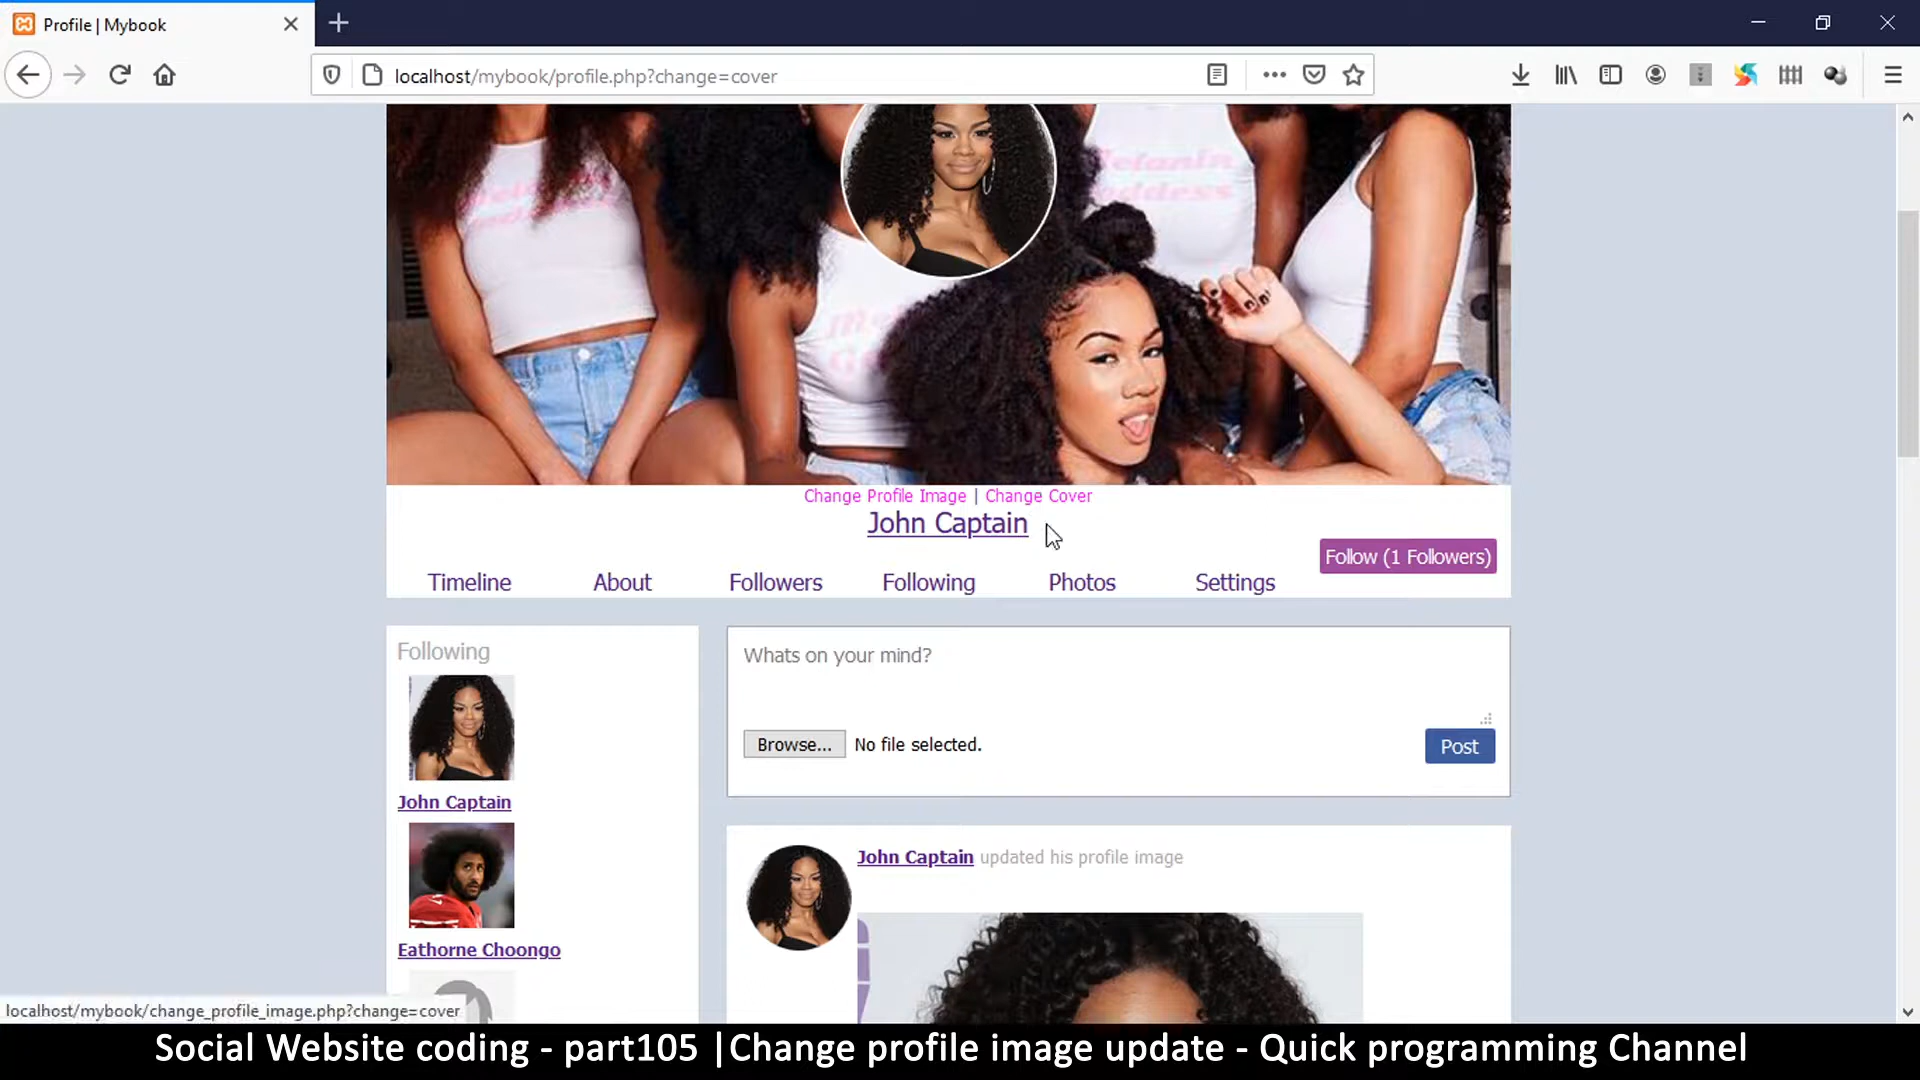 Profile | Mybook
localhost/mybook/profile.php?change=cover
Melanin
Goddess
Change Profile Image | Change Cover
John Captain
Follow (1 Followers)
Timeline
About
Followers
Following
Photos
Settings
Following
John Captain
Eathorne Choongo
Whats on your mind?
Browse...
No file selected.
Post
John Captain updated his profile image
localhost/mybook/change_profile_image.php?change=cover
Social Website coding - part105 |Change profile image update - Quick programming Channel